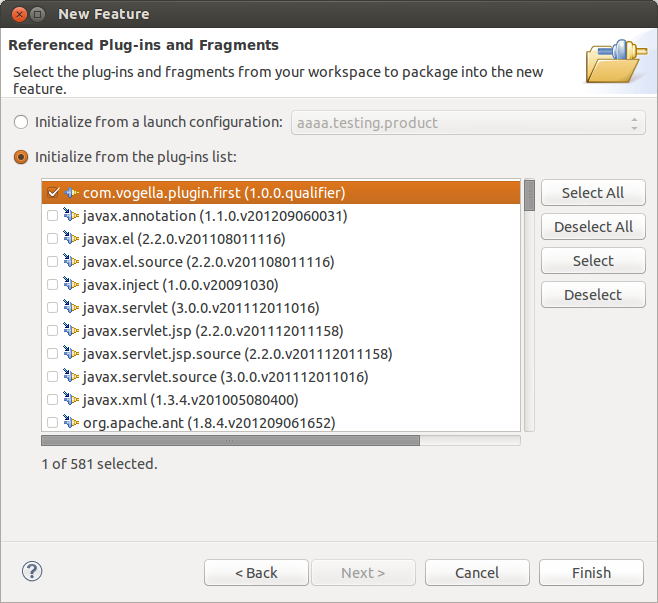 New Feature
Referenced Plug-ins and Fragments
Select the plug-ins and fragments from your workspace to package into the new
feature.
Initialize from a launch configuration:
aaaa.testing.product
Initialize from the plug-ins list:
com.vogella.plugin.first (1.0.0.qualifier)
javax.annotation (1.1.0.v201209060031)
javax.el (2.2.0.v201108011116)
javax.el.source (2.2.0.v201108011116)
javax.inject (1.0.0.v20091030)
javax.servlet (3.0.0.v201112011016)
javax.servlet.jsp (2.2.0.v201112011158)
javax.servlet.jsp.source (2.2.0.v201112011158)
javax.servlet.source (3.0.0.v201112011016)
javax.xml (1.3.4.v201005080400)
org.apache.ant (1.8.4.v201209061652)
Select All
Deselect All
Select
Deselect
1 of 581 selected.
?
< Back
Next >
Cancel
Finish